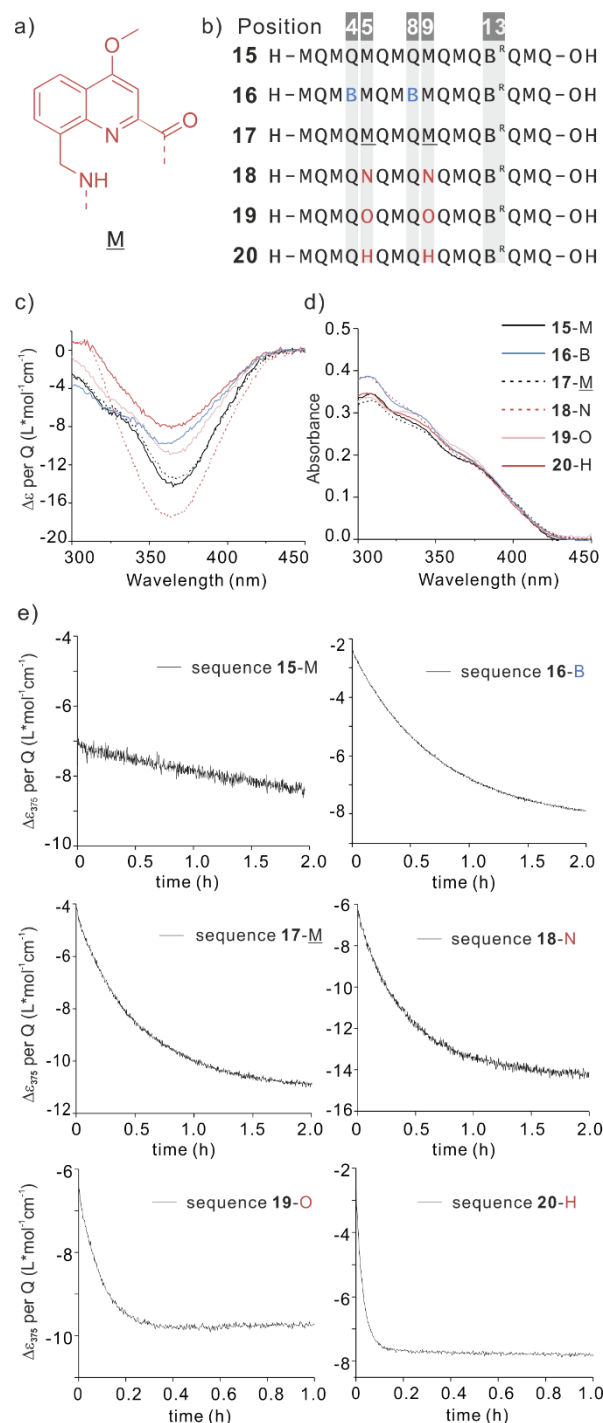 a)
O
N
O
NH
M
b) Position 4 5 8 9 13
15 H-MQMQMQMQMQMQBᴿQMQ-OH
16 H-MQMBMQMBMQMQBᴿQMQ-OH
17 H-MQMQMQMQMQMQBᴿQMQ-OH
18 H-MQMQNQMQNQMQBᴿQMQ-OH
19 H-MQMQOQMQOQMQBᴿQMQ-OH
20 H-MQMQHQMQHQMQBᴿQMQ-OH
c)
Δε per Q (L*mol⁻¹cm⁻¹)
0
-4
-8
-12
-16
-20
300 350 400 450
Wavelength (nm)
d)
Absorbance
0.5
0.4
0.3
0.2
0.1
0.0
300 350 400 450
Wavelength (nm)
15-M
16-B
17-M
18-N
19-O
20-H
e)
Δε₃₇₅ per Q (L*mol⁻¹cm⁻¹)
-4
-6
-8
-10
0 0.5 1.0 1.5 2.0
time (h)
sequence 15-M
-2
-4
-6
-8
0 0.5 1.0 1.5 2.0
time (h)
sequence 16-B
Δε₃₇₅ per Q (L*mol⁻¹cm⁻¹)
-4
-6
-8
-10
-12
0 0.5 1.0 1.5 2.0
time (h)
sequence 17-M
-6
-8
-10
-12
-14
-16
0 0.5 1.0 1.5 2.0
time (h)
sequence 18-N
Δε₃₇₅ per Q (L*mol⁻¹cm⁻¹)
-6
-8
-10
0 0.2 0.4 0.6 0.8 1.0
time (h)
sequence 19-O
-2
-4
-6
-8
0 0.2 0.4 0.6 0.8 1.0
time (h)
sequence 20-H